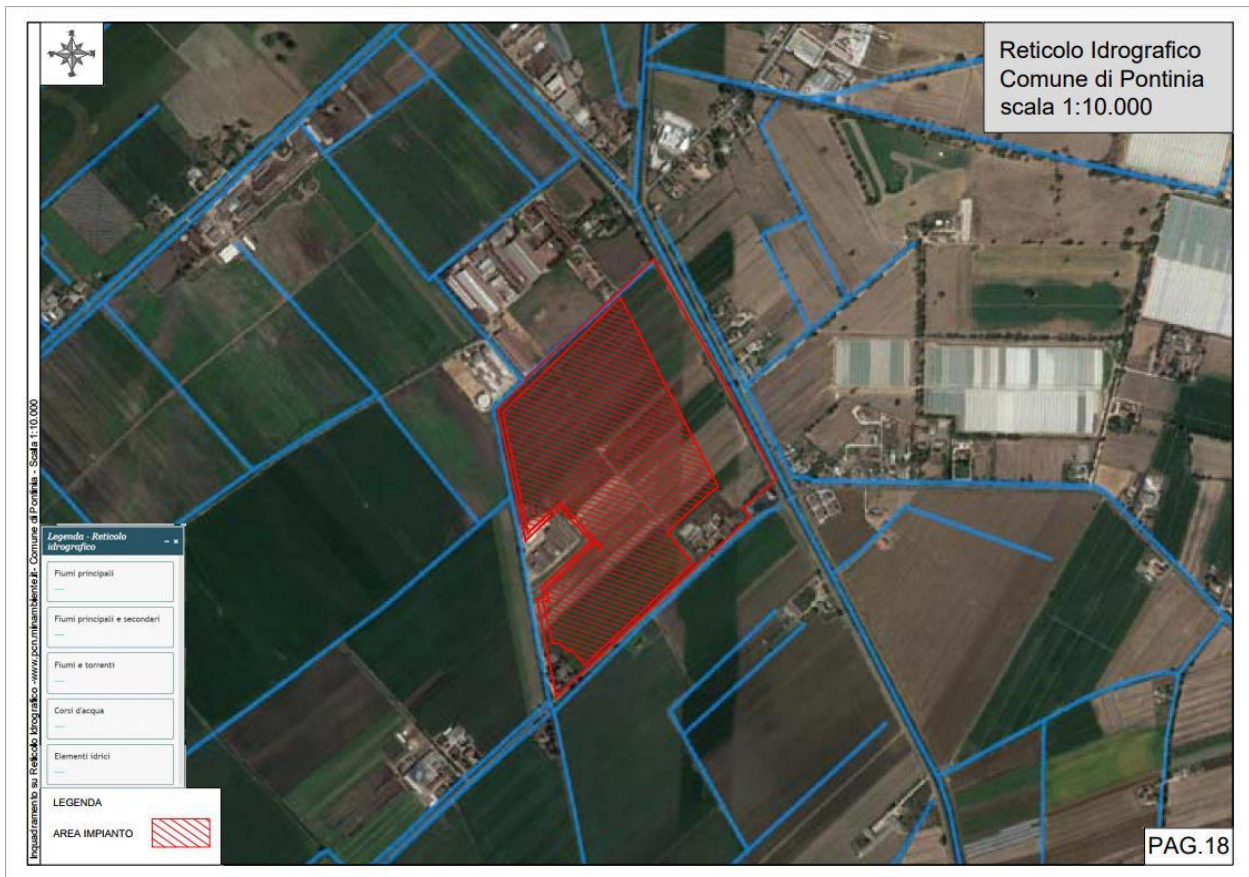 Reticolo Idrografico
Comune di Pontinia
scala 1:10.000
Inquadramento su Reticolo Idrografico -www.pcn.minambiente.it- Comune di Pontinia - Scala 1:10.000
Legenda - Reticolo
idrografico
Fiumi principali
Fiumi principali e secondari
Fiumi e torrenti
Corsi d'acqua
Elementi idrici
LEGENDA
AREA IMPIANTO
PAG.18